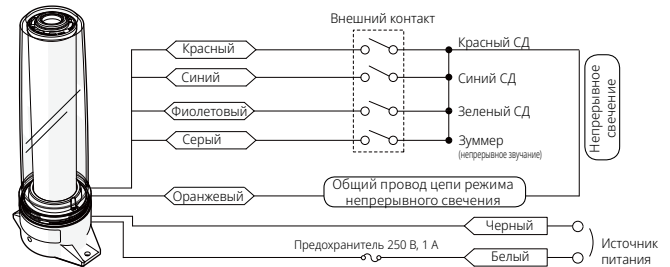 Внешний контакт
Красный
Красный СД
Синий
Синий СД
Фиолетовый
Зеленый СД
Серый
Зуммер
(непрерывное звучание)
Непрерывное
свечение
Оранжевый
Общий провод цепи режима
непрерывного свечения
Черный
Предохранитель 250 В, 1 А
Белый
Источник
питания